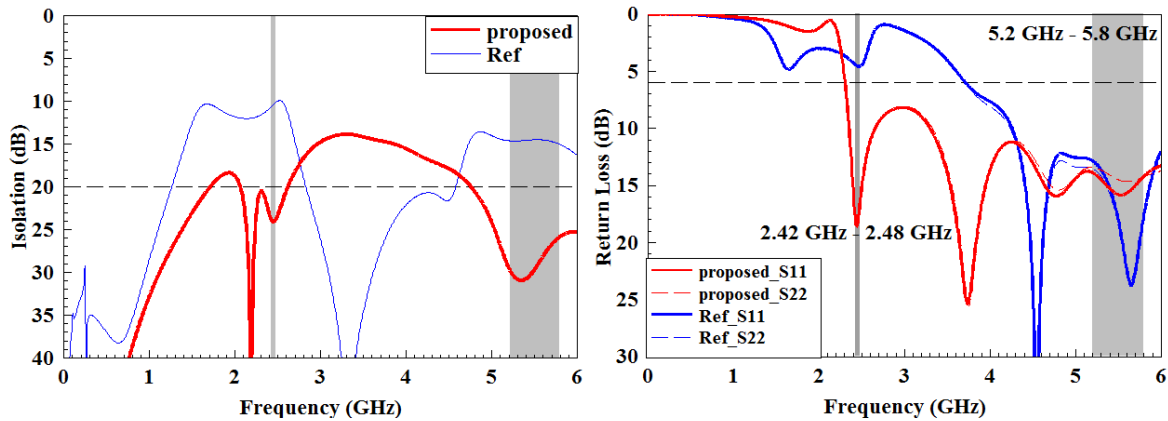 0
5
10
15
20
25
30
35
40
Isolation (dB)
proposed
Ref
0 1 2 3 4 5 6
Frequency (GHz)
0
5
10
15
20
25
30
Return Loss (dB)
5.2 GHz - 5.8 GHz
2.42 GHz - 2.48 GHz
proposed_S11
proposed_S22
Ref_S11
Ref_S22
0 1 2 3 4 5 6
Frequency (GHz)